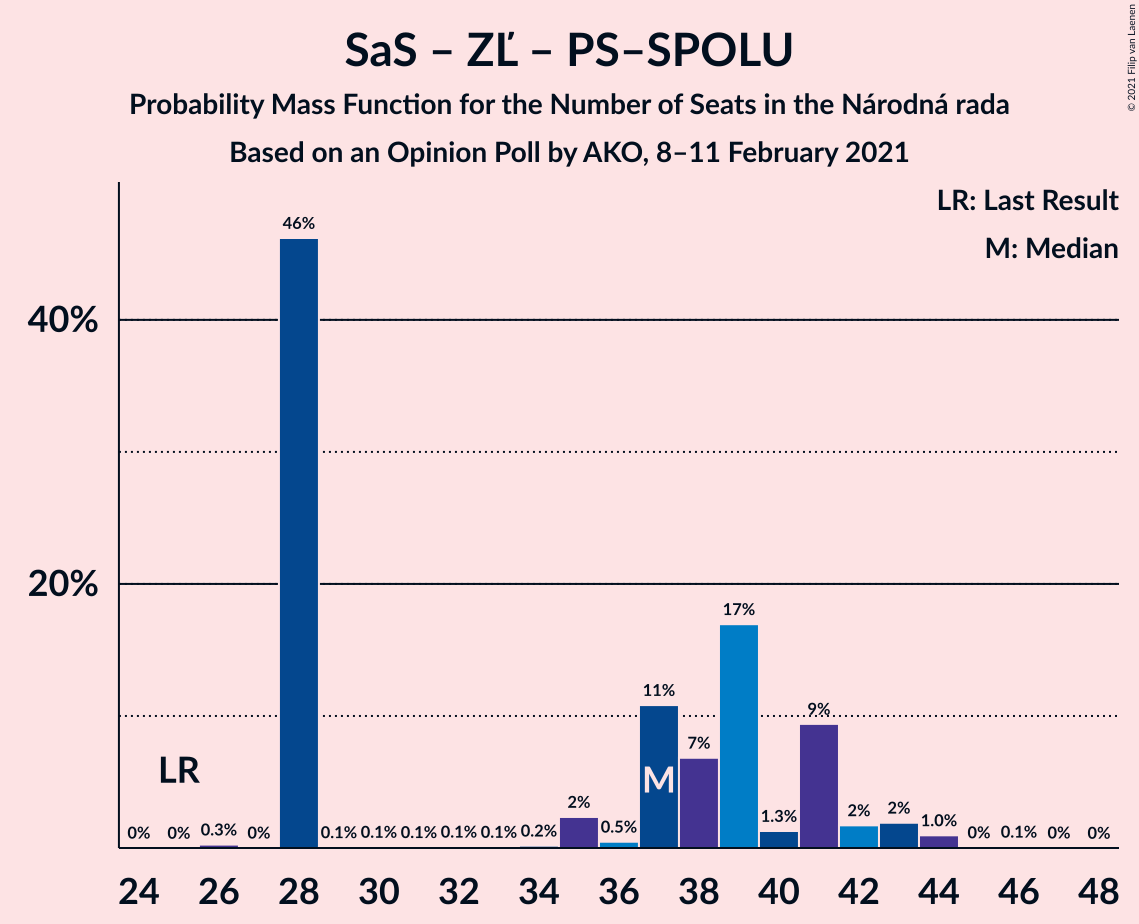 SaS – ZĽ – PS–SPOLU
Probability Mass Function for the Number of Seats in the Národná rada
Based on an Opinion Poll by AKO, 8–11 February 2021
© 2021 Filip van Laenen
LR: Last Result
M: Median
40%
20%
LR
M
0% 0% 0.3% 0% 46% 0.1% 0.1% 0.1% 0.1% 0.1% 0.2% 2% 0.5% 11% 7% 17% 1.3% 9% 2% 2% 1.0% 0% 0.1% 0% 0%
24 26 28 30 32 34 36 38 40 42 44 46 48